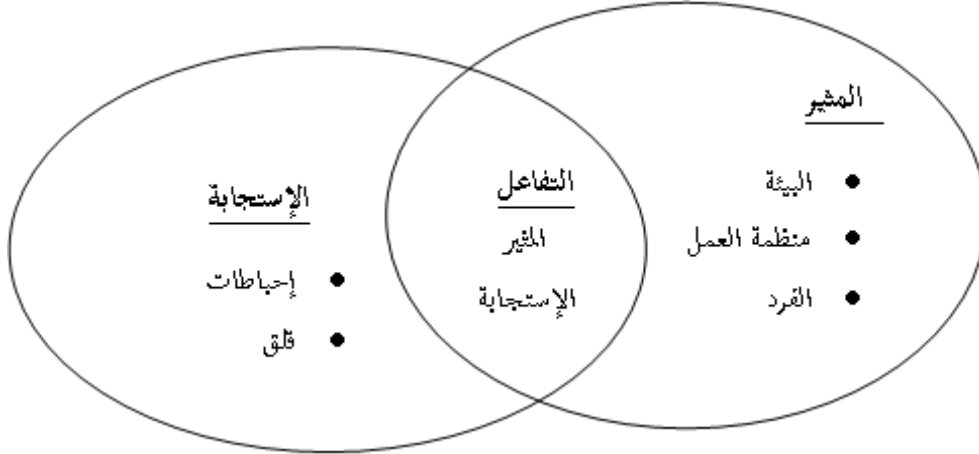 المثير
• البيئة
• منظمة العمل
• الفرد
التفاعل
المثير
الإستجابة
الإستجابة
• إحباطات
• قلق